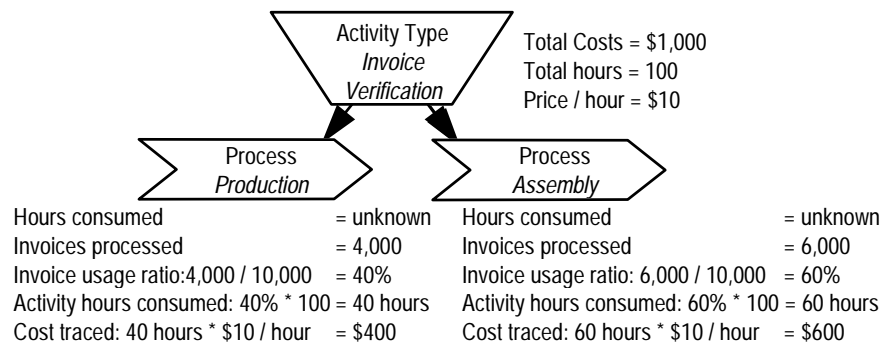 Activity Type
Invoice
Verification
Total Costs = $1,000
Total hours = 100
Price / hour = $10
Process
Production
Process
Assembly
Hours consumed = unknown
Invoices processed = 4,000
Invoice usage ratio:4,000 / 10,000 = 40%
Activity hours consumed: 40% * 100 = 40 hours
Cost traced: 40 hours * $10 / hour = $400
Hours consumed = unknown
Invoices processed = 6,000
Invoice usage ratio: 6,000 / 10,000 = 60%
Activity hours consumed: 60% * 100 = 60 hours
Cost traced: 60 hours * $10 / hour = $600